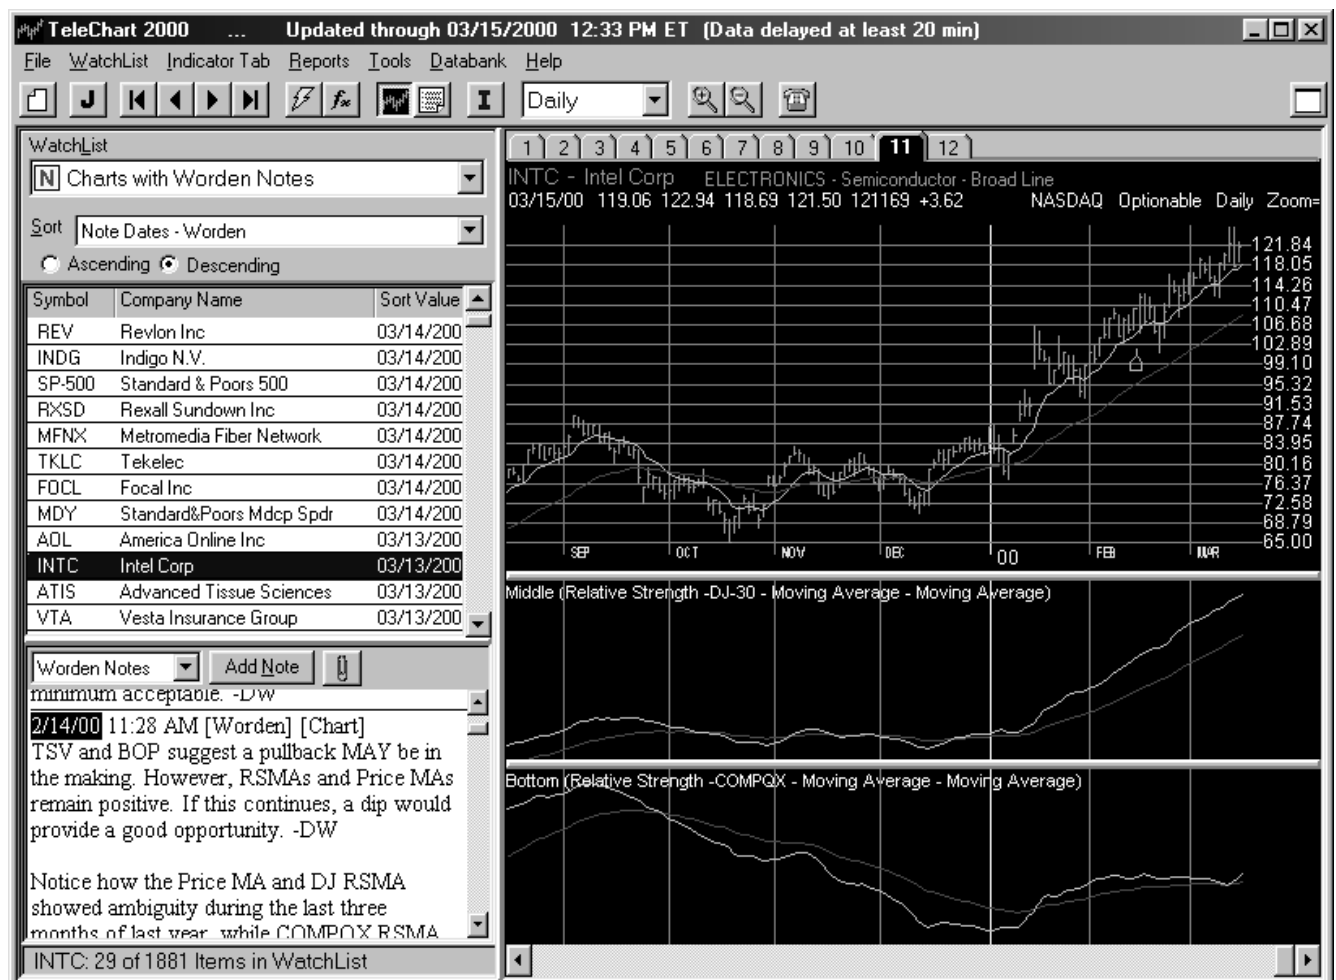 TeleChart 2000 ... Updated through 03/15/2000 12:33 PM ET (Data delayed at least 20 min)
File WatchList Indicator Tab Reports Tools Databank Help
J I Daily
WatchList
N Charts with Worden Notes
Sort Note Dates - Worden
Ascending Descending
Symbol Company Name Sort Value
REV Revlon Inc 03/14/200
INDG Indigo N.V. 03/14/200
SP-500 Standard & Poors 500 03/14/200
RXSD Rexall Sundown Inc 03/14/200
MFNX Metromedia Fiber Network 03/14/200
TKLC Tekelec 03/14/200
FOCL Focal Inc 03/14/200
MDY Standard&Poors Mdcp Spdr 03/14/200
AOL America Online Inc 03/13/200
INTC Intel Corp 03/13/200
ATIS Advanced Tissue Sciences 03/13/200
VTA Vesta Insurance Group 03/13/200
Worden Notes Add Note
minimum acceptable. -DW
2/14/00 11:28 AM [Worden] [Chart]
TSV and BOP suggest a pullback MAY be in
the making. However, RSMAs and Price MAs
remain positive. If this continues, a dip would
provide a good opportunity. -DW
Notice how the Price MA and DJ RSMA
showed ambiguity during the last three
months of last year, while COMPQX RSMA
INTC: 29 of 1881 Items in WatchList
1 2 3 4 5 6 7 8 9 10 11 12
INTC - Intel Corp ELECTRONICS - Semiconductor - Broad Line
03/15/00 119.06 122.94 118.69 121.50 121169 +3.62 NASDAQ Optionable Daily Zoom=
121.84
118.05
114.26
110.47
106.68
102.89
99.10
95.32
91.53
87.74
83.95
80.16
76.37
72.58
68.79
65.00
SEP OCT NOV DEC 00 FEB MAR
Middle (Relative Strength -DJ-30 - Moving Average - Moving Average)
Bottom (Relative Strength -COMPQX - Moving Average - Moving Average)